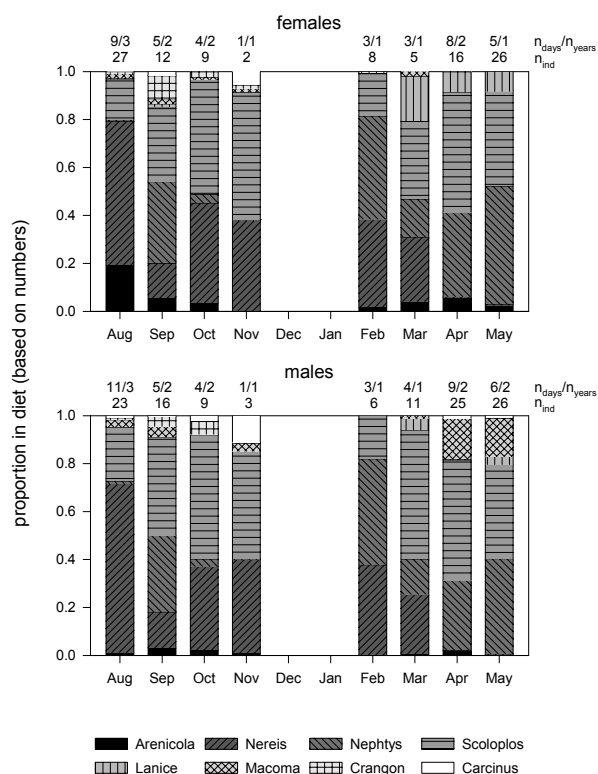 females
9/3 5/2 4/2 1/1 3/1 3/1 8/2 5/1 n_days/n_years
27 12 9 2 8 5 16 26 n_ind
1.0
0.8
0.6
0.4
0.2
0.0
Aug Sep Oct Nov Dec Jan Feb Mar Apr May
proportion in diet (based on numbers)
males
11/3 5/2 4/2 1/1 3/1 4/1 9/2 6/2 n_days/n_years
23 16 9 3 6 11 25 26 n_ind
1.0
0.8
0.6
0.4
0.2
0.0
Aug Sep Oct Nov Dec Jan Feb Mar Apr May
Arenicola Nereis Nephtys Scoloplos
Lanice Macoma Crangon Carcinus